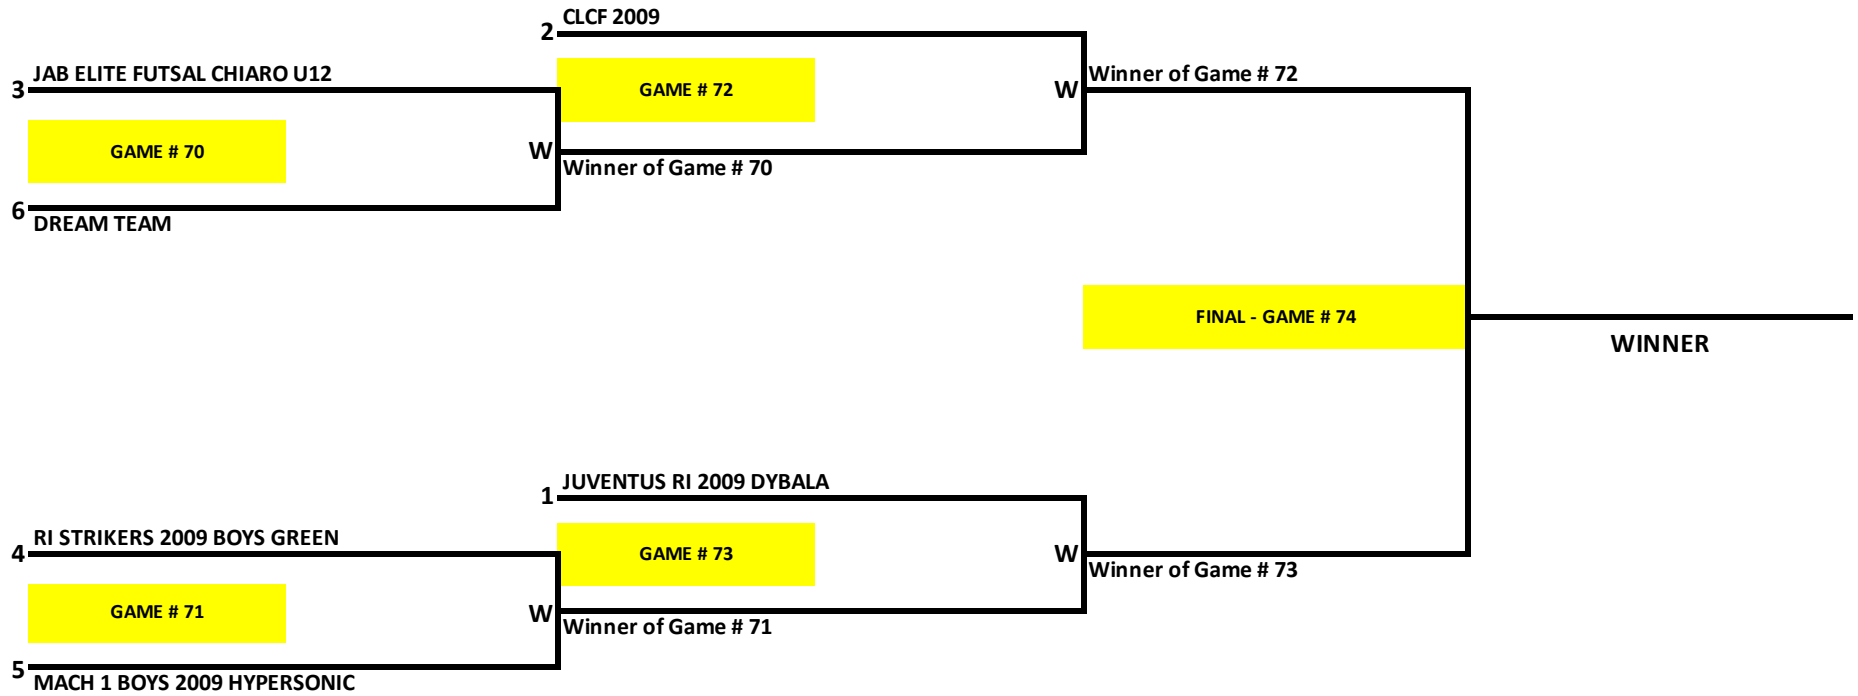 CLCF 2009
2
JAB ELITE FUTSAL CHIARO U12
3
GAME # 72
W
Winner of Game # 72
GAME # 70
W
Winner of Game # 70
6
DREAM TEAM
FINAL - GAME # 74
WINNER
JUVENTUS RI 2009 DYBALA
1
RI STRIKERS 2009 BOYS GREEN
4
GAME # 73
W
Winner of Game # 73
GAME # 71
W
Winner of Game # 71
5
MACH 1 BOYS 2009 HYPERSONIC